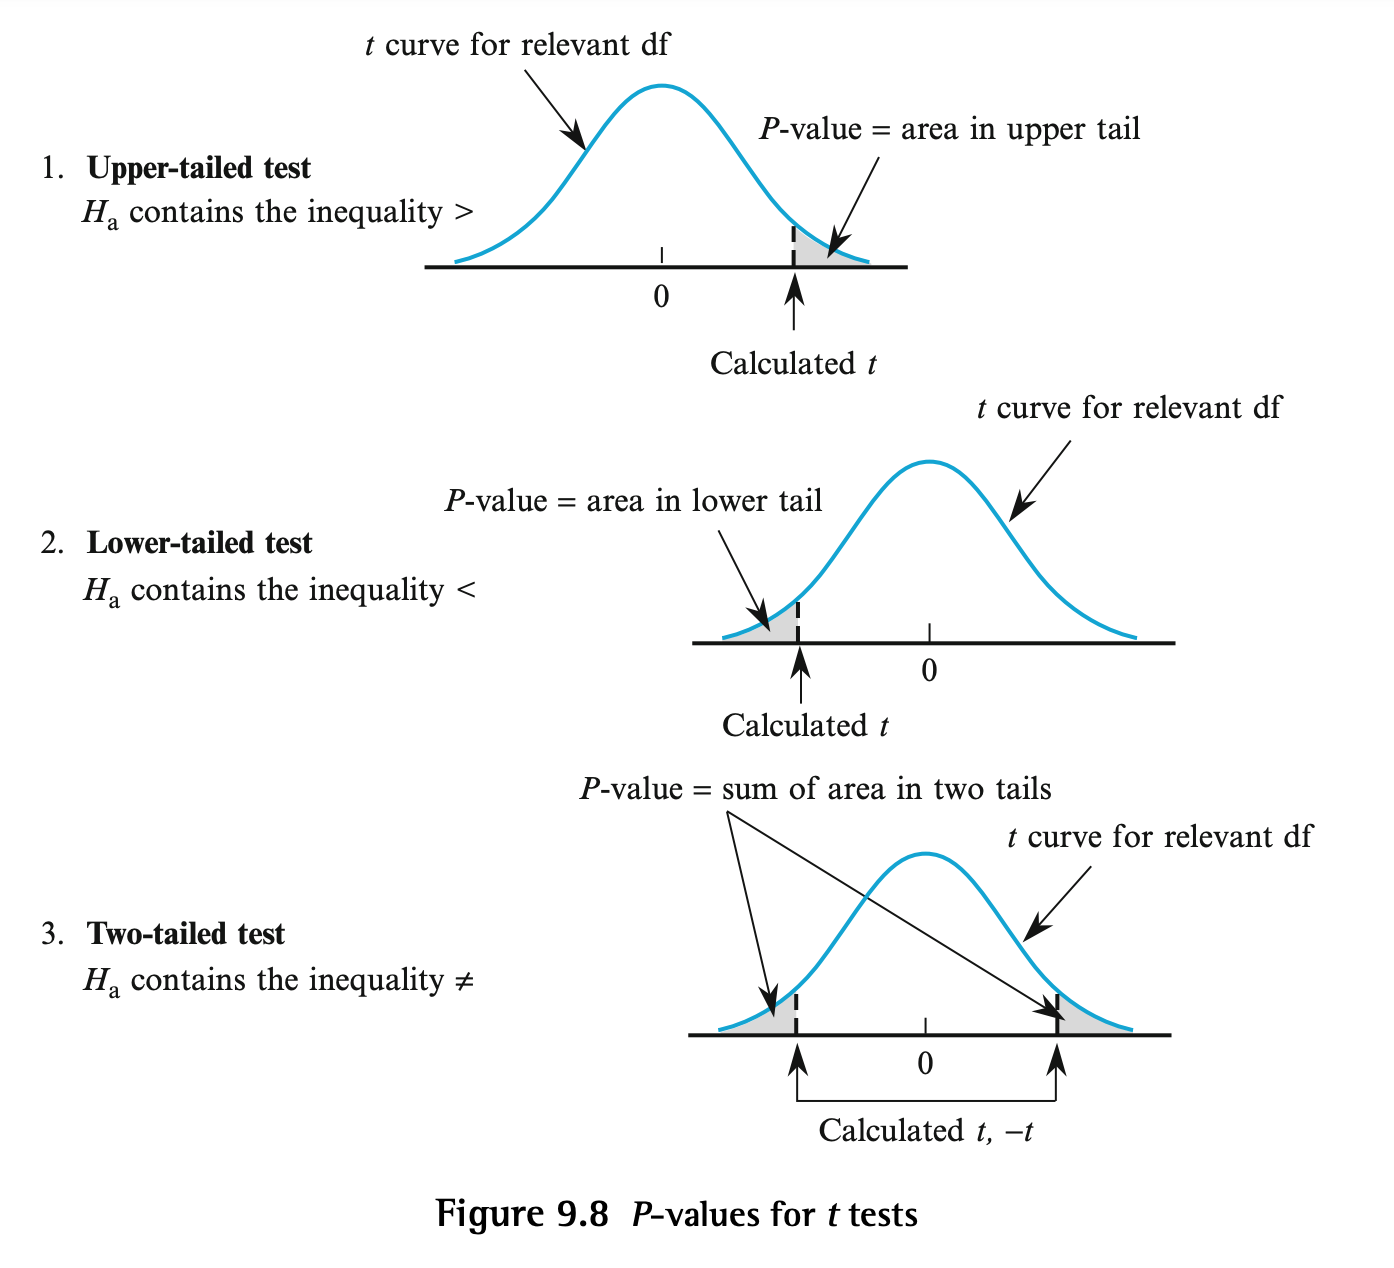 t curve for relevant df
P-value = area in upper tail
1. Upper-tailed test
Hₐ contains the inequality >
0
Calculated t
t curve for relevant df
P-value = area in lower tail
2. Lower-tailed test
Hₐ contains the inequality <
0
Calculated t
P-value = sum of area in two tails
t curve for relevant df
3. Two-tailed test
Hₐ contains the inequality ≠
0
Calculated t, −t
Figure 9.8 P-values for t tests